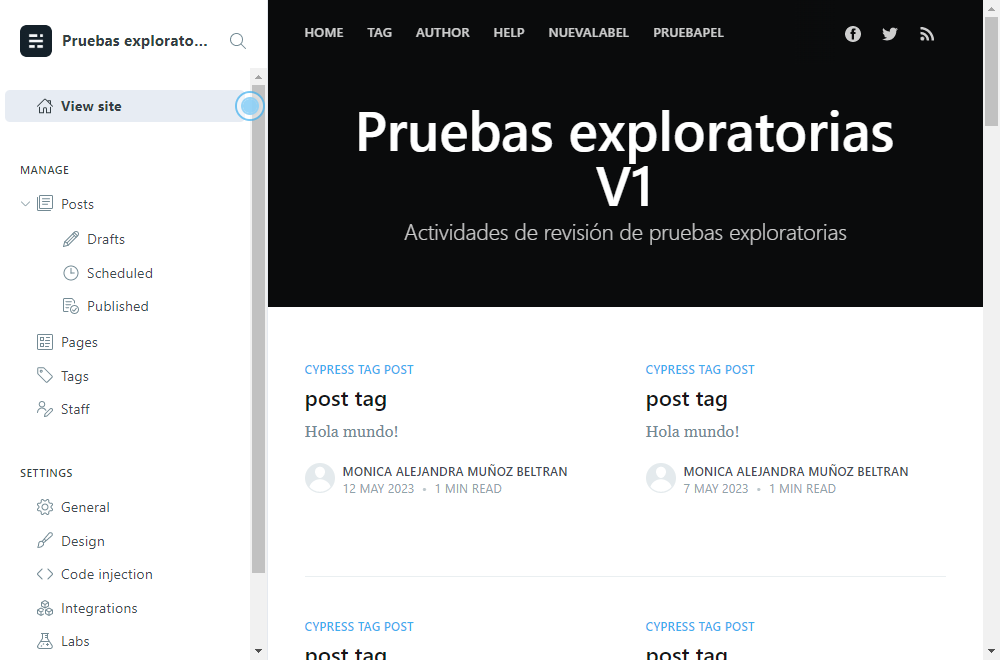 Pruebas explorato...
View site
MANAGE
Posts
Drafts
Scheduled
Published
Pages
Tags
Staff
SETTINGS
General
Design
Code injection
Integrations
Labs
HOME TAG AUTHOR HELP NUEVALABEL PRUEBAPEL
Pruebas exploratorias
V1
Actividades de revisión de pruebas exploratorias
CYPRESS TAG POST
post tag
Hola mundo!
MONICA ALEJANDRA MUÑOZ BELTRAN
12 MAY 2023 • 1 MIN READ
CYPRESS TAG POST
post tag
Hola mundo!
MONICA ALEJANDRA MUÑOZ BELTRAN
7 MAY 2023 • 1 MIN READ
CYPRESS TAG POST
post tag
CYPRESS TAG POST
post tag